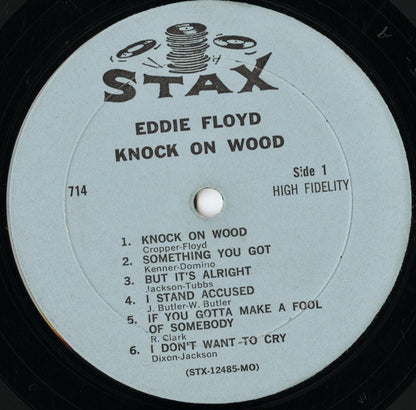 STAX
EDDIE FLOYD
KNOCK ON WOOD
Side 1
714
HIGH FIDELITY
1. KNOCK ON WOOD
Cropper-Floyd
2. SOMETHING YOU GOT
Kenner-Domino
3. BUT IT'S ALRIGHT
Jackson-Tubbs
4. I STAND ACCUSED
J. Butler-W. Butler
5. IF YOU GOTTA MAKE A FOOL
OF SOMEBODY
R. Clark
6. I DON'T WANT TO CRY
Dixon-Jackson
(STX-12485-MO)